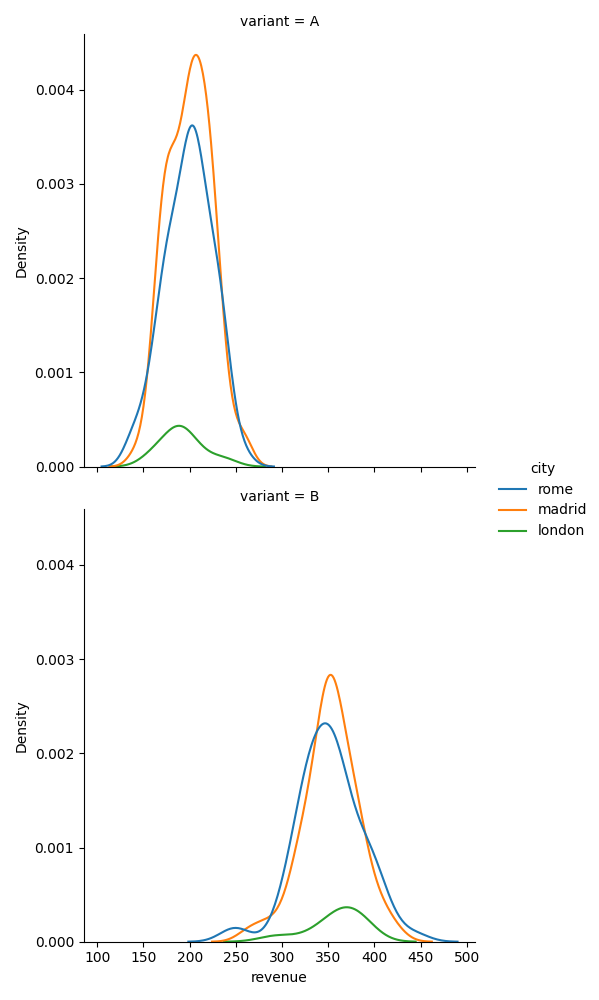 variant = A
Density
0.004
0.003
0.002
0.001
0.000
city
rome
madrid
london
variant = B
Density
0.004
0.003
0.002
0.001
0.000
100 150 200 250 300 350 400 450 500
revenue